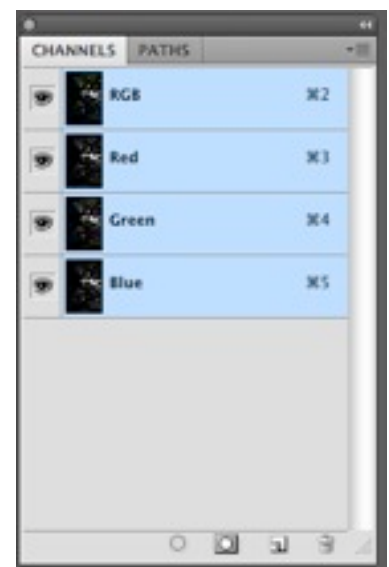 CHANNELS PATHS
RGB ⌘2
Red ⌘3
Green ⌘4
Blue ⌘5